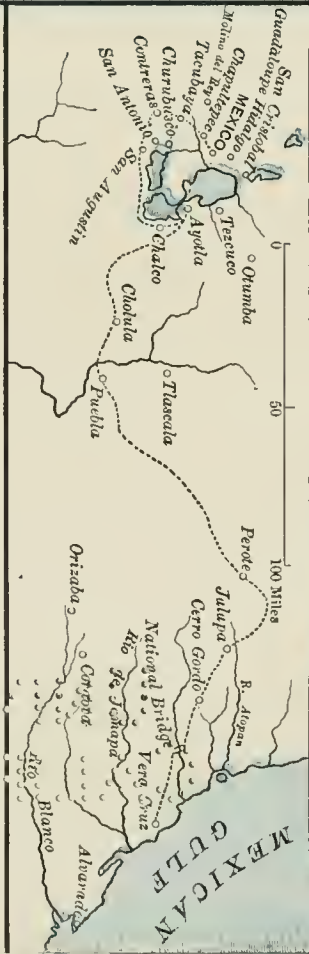 San Cristobal
Guadaloupe Hidalgo
MEXICO
Chapultepec
Molino del Rey
Tacubaya
Churubusco
Contreras
San Antonio
San Augustin
Tezcuco
Otumba
Ayotla
Chalco
Cholula
Puebla
Tlascala
0
50
100 Miles
Perote
Jalapa
Cerro Gordo
R. Atopan
National Bridge
Vera Cruz
Rio de Jamapa
Orizaba
Cordova
Rio Blanco
Alvarado
MEXICAN
GULF